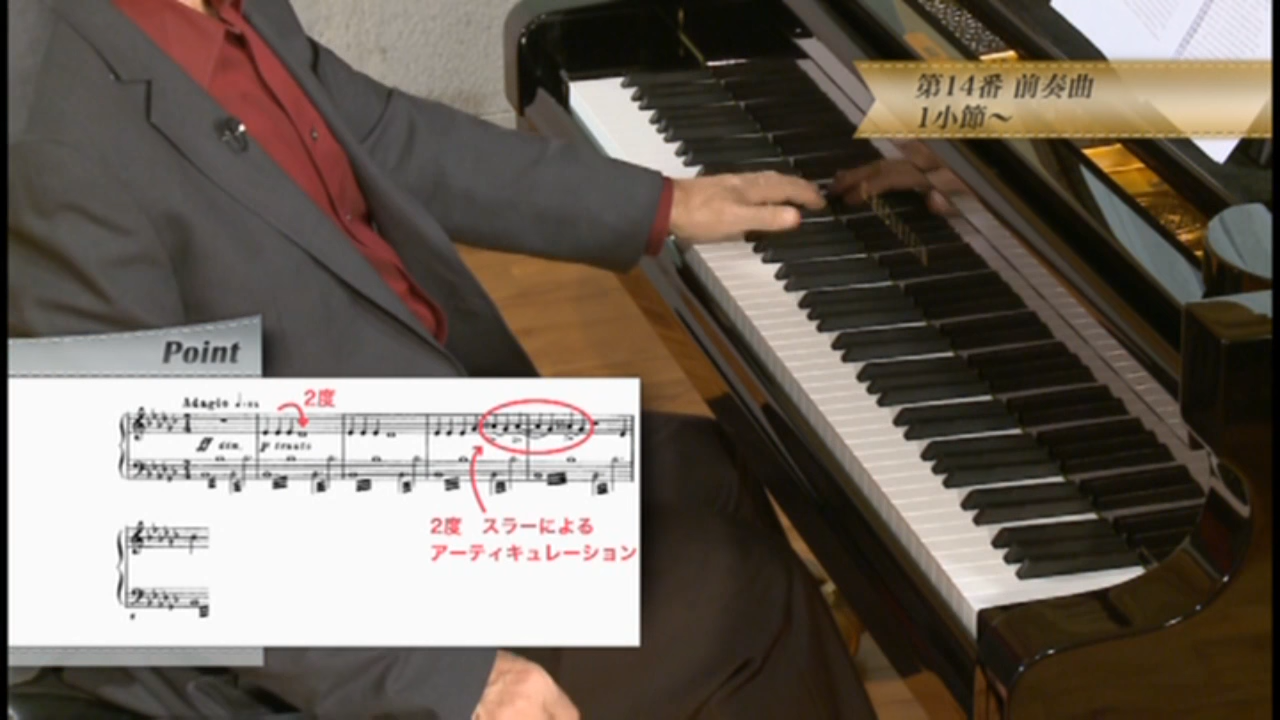 第14番 前奏曲
1小節～
Point
Adagio
2度
ff dim.
2度 スラーによる
アーティキュレーション